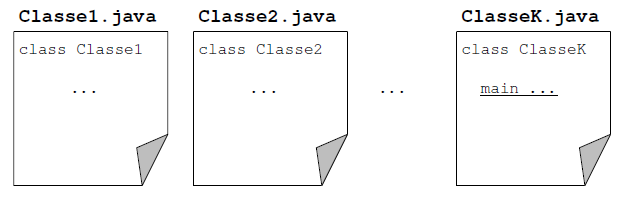 Classe1.java Classe2.java ClasseK.java
class Classe1 class Classe2 class ClasseK
... ... ... main ...